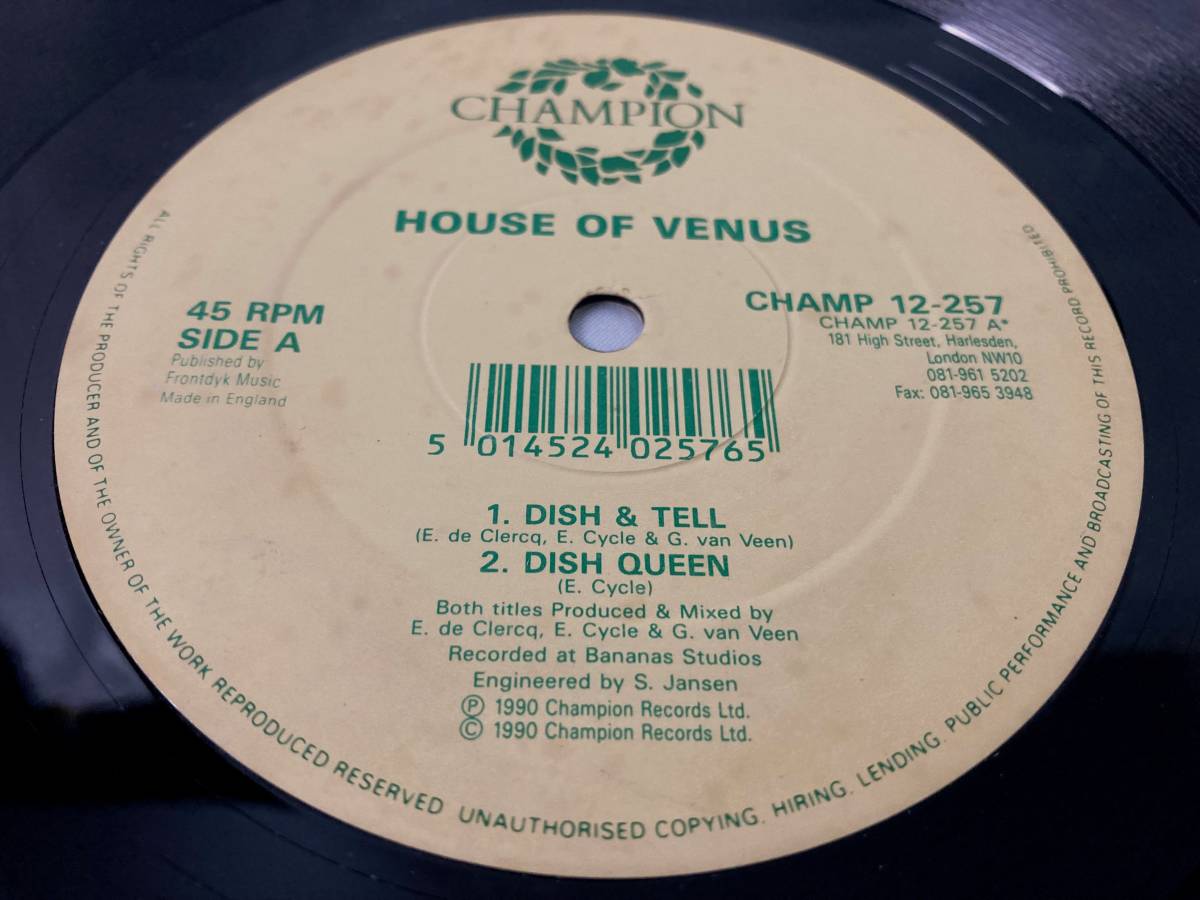 CHAMPION
HOUSE OF VENUS
45 RPM
SIDE A
Published by
Frontdyk Music
Made in England
CHAMP 12-257
CHAMP 12-257 A*
181 High Street, Harlesden,
London NW10
081-961 5202
Fax: 081-965 3948
5 014524 025765
1. DISH & TELL
(E. de Clercq, E. Cycle & G. van Veen)
2. DISH QUEEN
(E. Cycle)
Both titles Produced & Mixed by
E. de Clercq, E. Cycle & G. van Veen
Recorded at Bananas Studios
Engineered by S. Jansen
Ⓟ 1990 Champion Records Ltd.
© 1990 Champion Records Ltd.
ALL RIGHTS OF THE PRODUCER AND OF THE OWNER OF THE WORK REPRODUCED RESERVED UNAUTHORISED COPYING. HIRING. LENDING. PUBLIC PERFORMANCE AND BROADCASTING OF THIS RECORD PROHIBITED